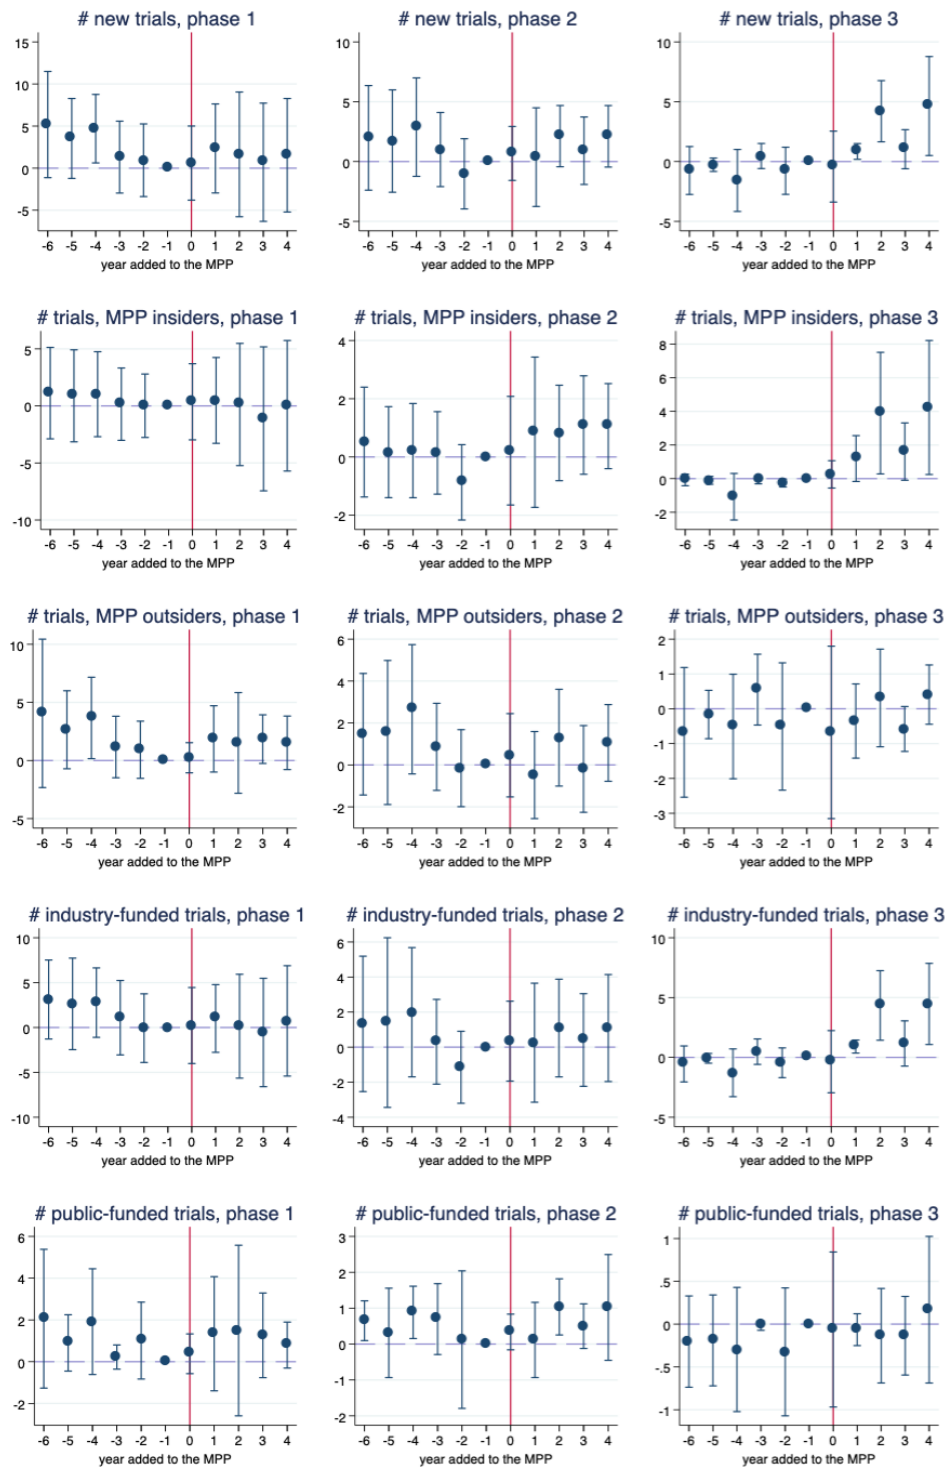 # new trials, phase 1
# new trials, phase 2
# new trials, phase 3
15
10
5
0
-5
-6 -5 -4 -3 -2 -1 0 1 2 3 4
year added to the MPP
10
5
0
-5
-6 -5 -4 -3 -2 -1 0 1 2 3 4
year added to the MPP
10
5
0
-5
-6 -5 -4 -3 -2 -1 0 1 2 3 4
year added to the MPP
# trials, MPP insiders, phase 1
# trials, MPP insiders, phase 2
# trials, MPP insiders, phase 3
5
0
-5
-10
-6 -5 -4 -3 -2 -1 0 1 2 3 4
year added to the MPP
4
2
0
-2
-6 -5 -4 -3 -2 -1 0 1 2 3 4
year added to the MPP
8
6
4
2
0
-2
-6 -5 -4 -3 -2 -1 0 1 2 3 4
year added to the MPP
# trials, MPP outsiders, phase 1
# trials, MPP outsiders, phase 2
# trials, MPP outsiders, phase 3
10
5
0
-5
-6 -5 -4 -3 -2 -1 0 1 2 3 4
year added to the MPP
6
4
2
0
-2
-6 -5 -4 -3 -2 -1 0 1 2 3 4
year added to the MPP
2
1
0
-1
-2
-3
-6 -5 -4 -3 -2 -1 0 1 2 3 4
year added to the MPP
# industry-funded trials, phase 1
# industry-funded trials, phase 2
# industry-funded trials, phase 3
10
5
0
-5
-10
-6 -5 -4 -3 -2 -1 0 1 2 3 4
year added to the MPP
6
4
2
0
-2
-4
-6 -5 -4 -3 -2 -1 0 1 2 3 4
year added to the MPP
10
5
0
-5
-6 -5 -4 -3 -2 -1 0 1 2 3 4
year added to the MPP
# public-funded trials, phase 1
# public-funded trials, phase 2
# public-funded trials, phase 3
6
4
2
0
-2
-6 -5 -4 -3 -2 -1 0 1 2 3 4
year added to the MPP
3
2
1
0
-1
-2
-6 -5 -4 -3 -2 -1 0 1 2 3 4
year added to the MPP
1
.5
0
-.5
-1
-6 -5 -4 -3 -2 -1 0 1 2 3 4
year added to the MPP